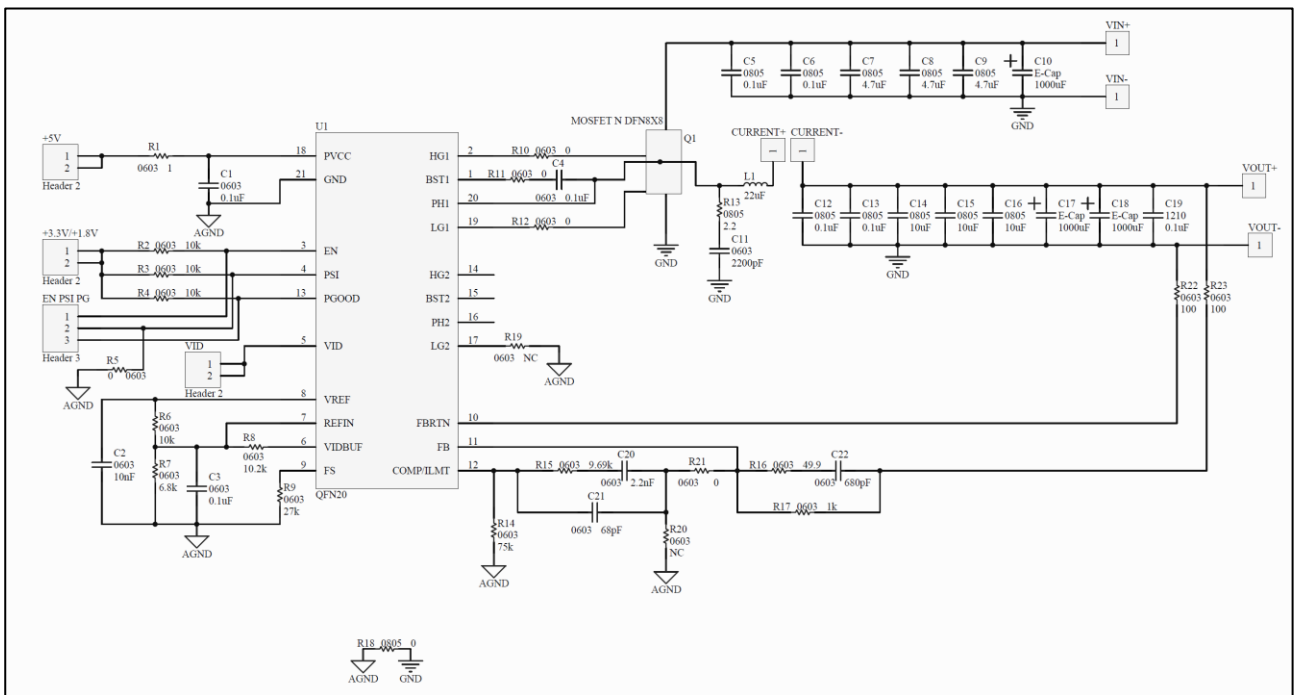 VIN+
1
C5
0805
0.1uF
C6
0805
0.1uF
C7
0805
4.7uF
C8
0805
4.7uF
C9
0805
4.7uF
+
C10
E-Cap
1000uF
VIN-
1
GND
MOSFET N DFN8X8
Q1
CURRENT+
1
CURRENT-
1
+5V
1
2
Header 2
R1
0603 1
C1
0603
0.1uF
AGND
U1
18 PVCC
21 GND
3 EN
4 PSI
13 PGOOD
5 VID
8 VREF
7 REFIN
6 VIDBUF
9 FS
QFN20
HG1 2
BST1 1
PH1 20
LG1 19
HG2 14
BST2 15
PH2 16
LG2 17
FBRTN 10
FB 11
COMP/ILMT 12
R10 0603 0
R11 0603 0
C4
0603 0.1uF
R12 0603 0
L1
22uF
R13
0805
2.2
C11
0603
2200pF
GND
GND
VOUT+
1
C12
0805
0.1uF
C13
0805
0.1uF
C14
0805
10uF
C15
0805
10uF
C16
0805
10uF
+
C17
E-Cap
1000uF
+
C18
E-Cap
1000uF
C19
1210
0.1uF
VOUT-
1
GND
+3.3V/+1.8V
1
2
Header 2
R2 0603 10k
R3 0603 10k
R4 0603 10k
EN PSI PG
1
2
3
Header 3
R5
0 0603
AGND
VID
1
2
Header 2
R19
0603 NC
AGND
R22
0603
100
R23
0603
100
C2
0603
10nF
R6
0603
10k
R7
0603
6.8k
C3
0603
0.1uF
R8
0603
10.2k
R9
0603
27k
AGND
R14
0603
75k
AGND
R15 0603 9.69k
C20
0603 2.2nF
C21
0603 68pF
R21
0603 0
R20
0603
NC
AGND
R16 0603 49.9
C22
0603 680pF
R17 0603 1k
R18 0805 0
AGND
GND